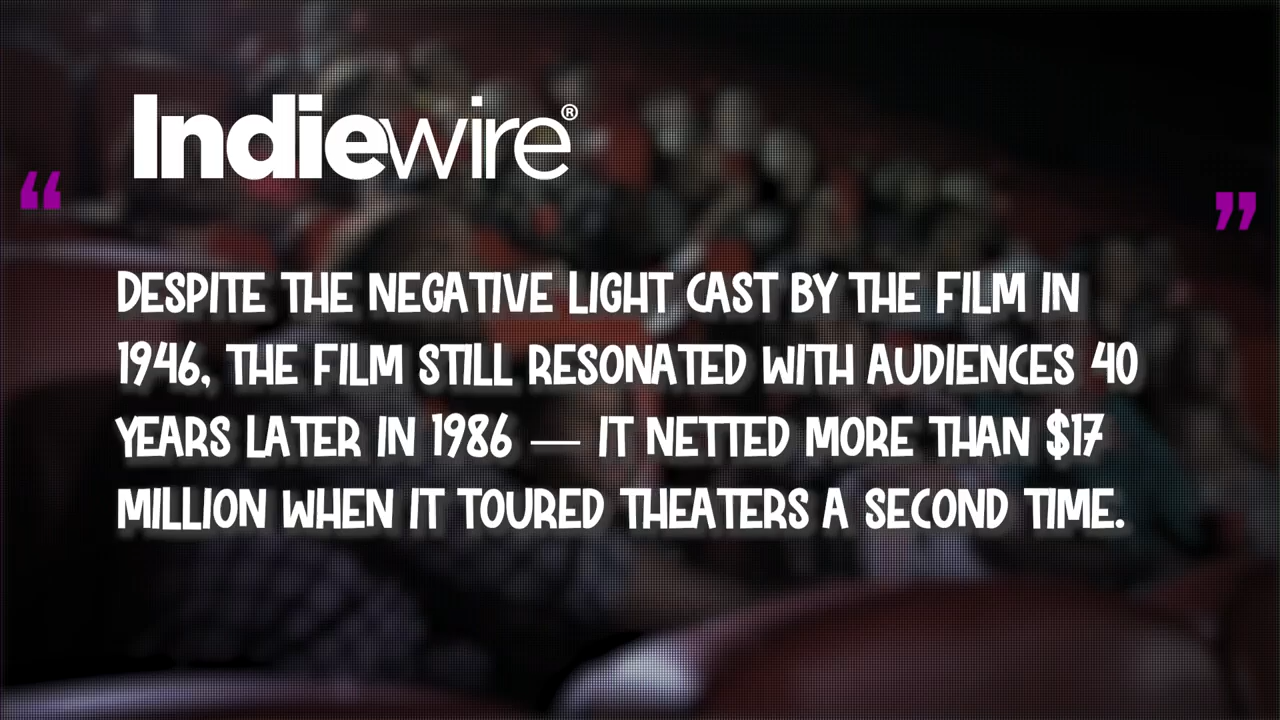 Indiewire®
“ ”
DESPITE THE NEGATIVE LIGHT CAST BY THE FILM IN
1946, THE FILM STILL RESONATED WITH AUDIENCES 40
YEARS LATER IN 1986 — IT NETTED MORE THAN $17
MILLION WHEN IT TOURED THEATERS A SECOND TIME.